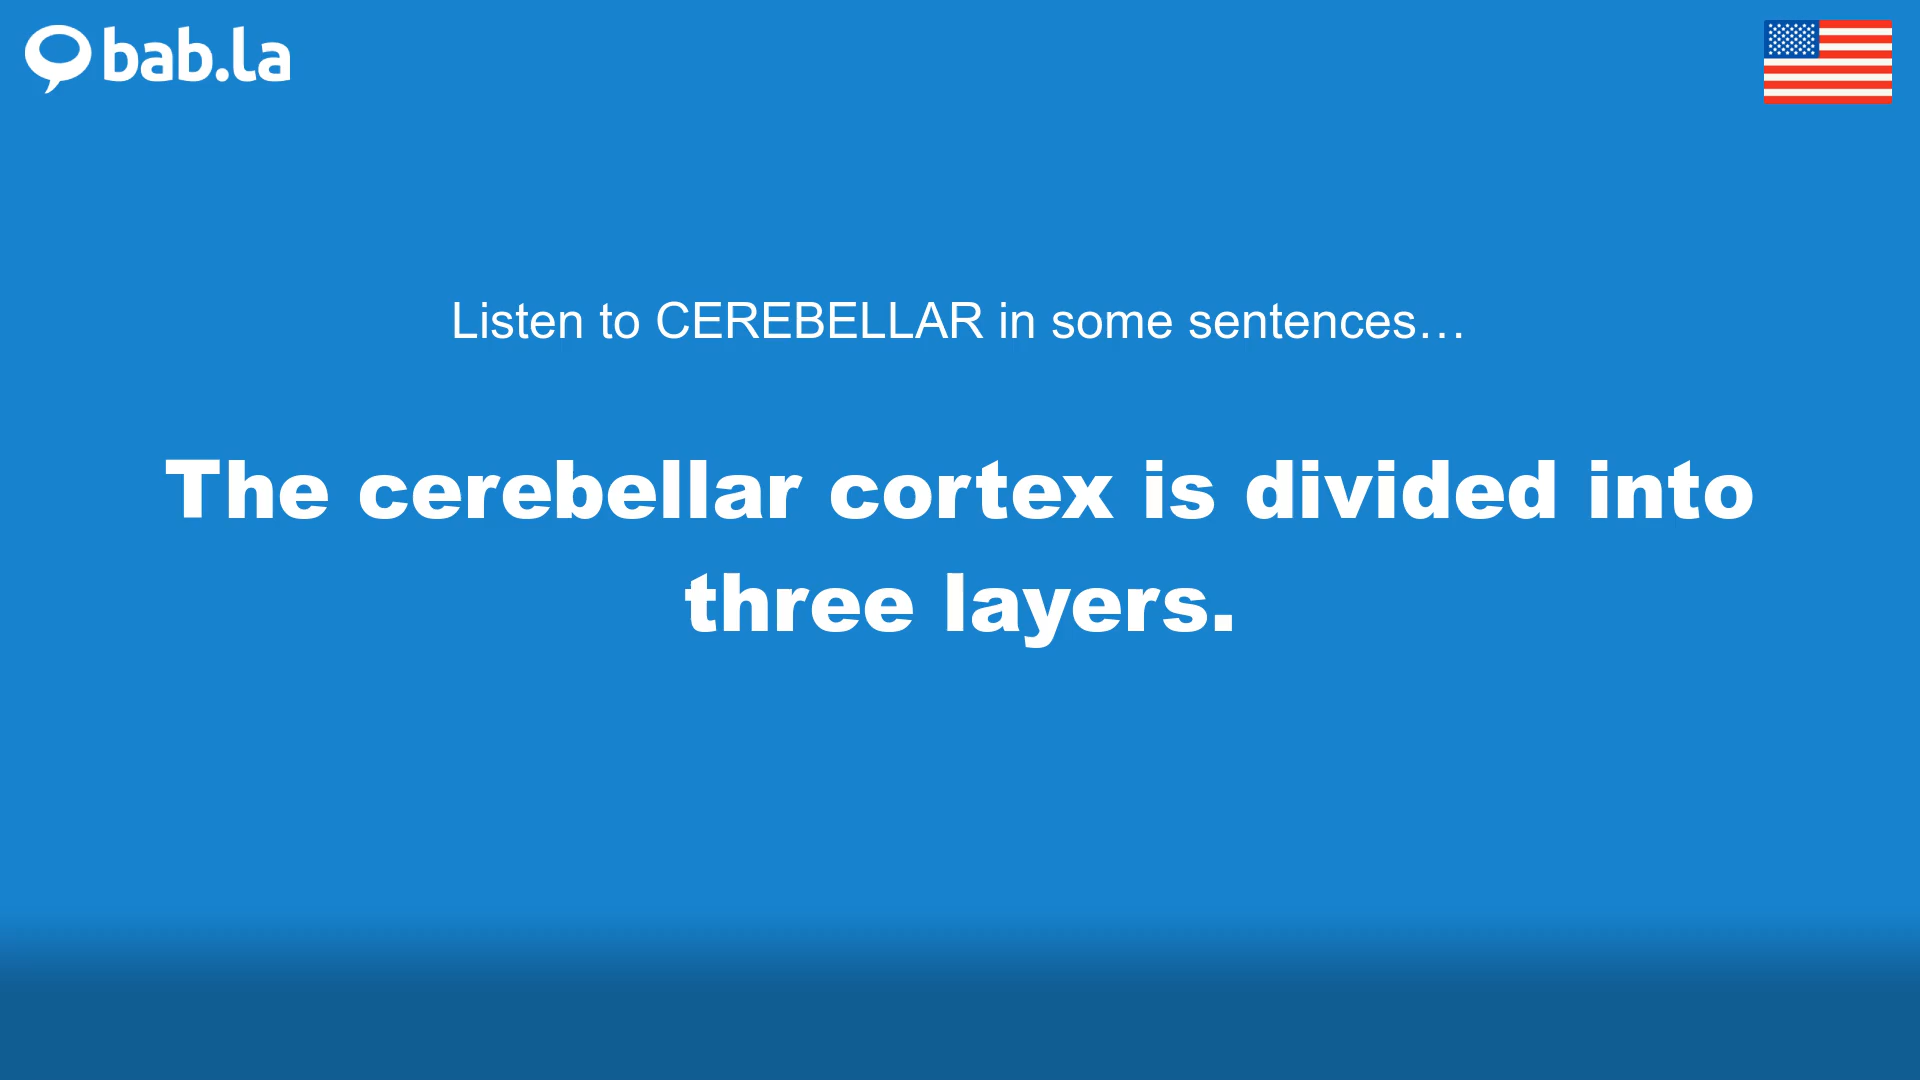 bab.la
Listen to CEREBELLAR in some sentences…
The cerebellar cortex is divided into
three layers.